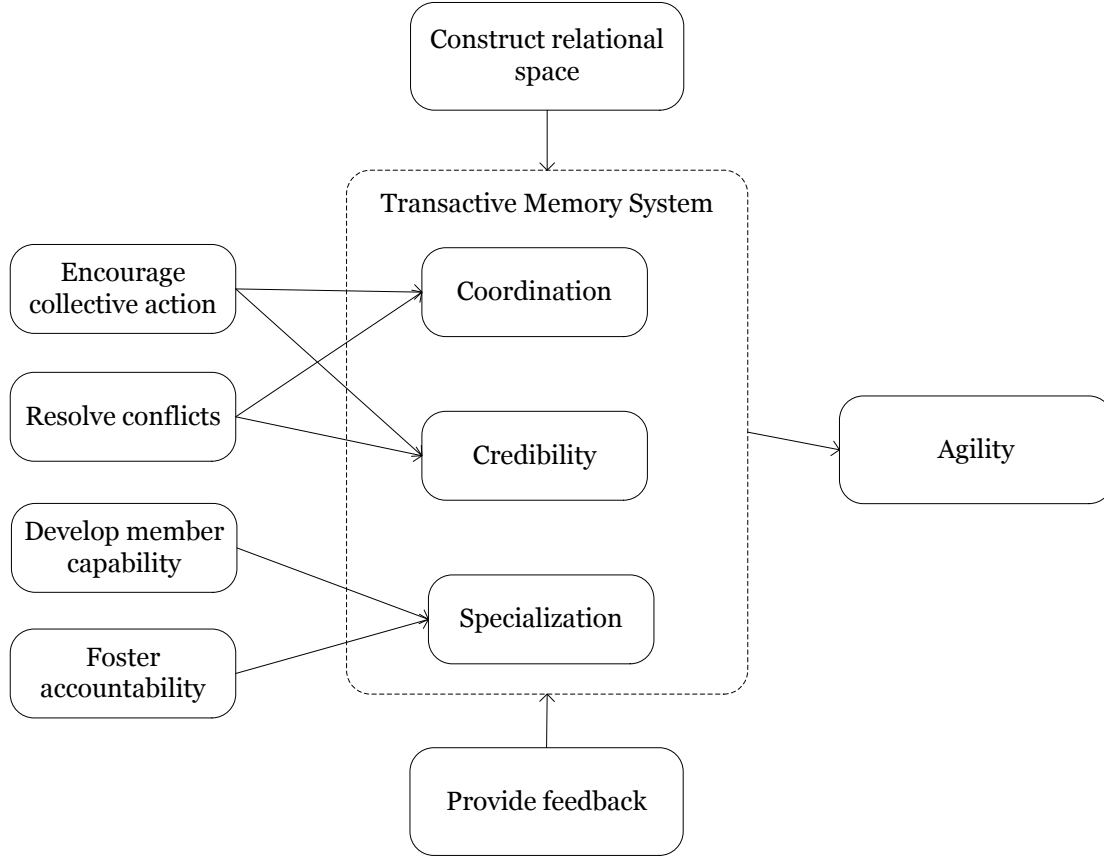 Construct relational
space
Transactive Memory System
Encourage
collective action
Coordination
Resolve conflicts
Credibility
Agility
Develop member
capability
Specialization
Foster
accountability
Provide feedback